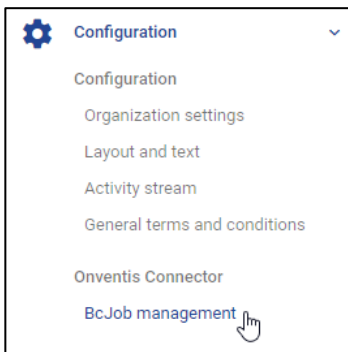 Configuration
Configuration
Organization settings
Layout and text
Activity stream
General terms and conditions
Onventis Connector
BcJob management